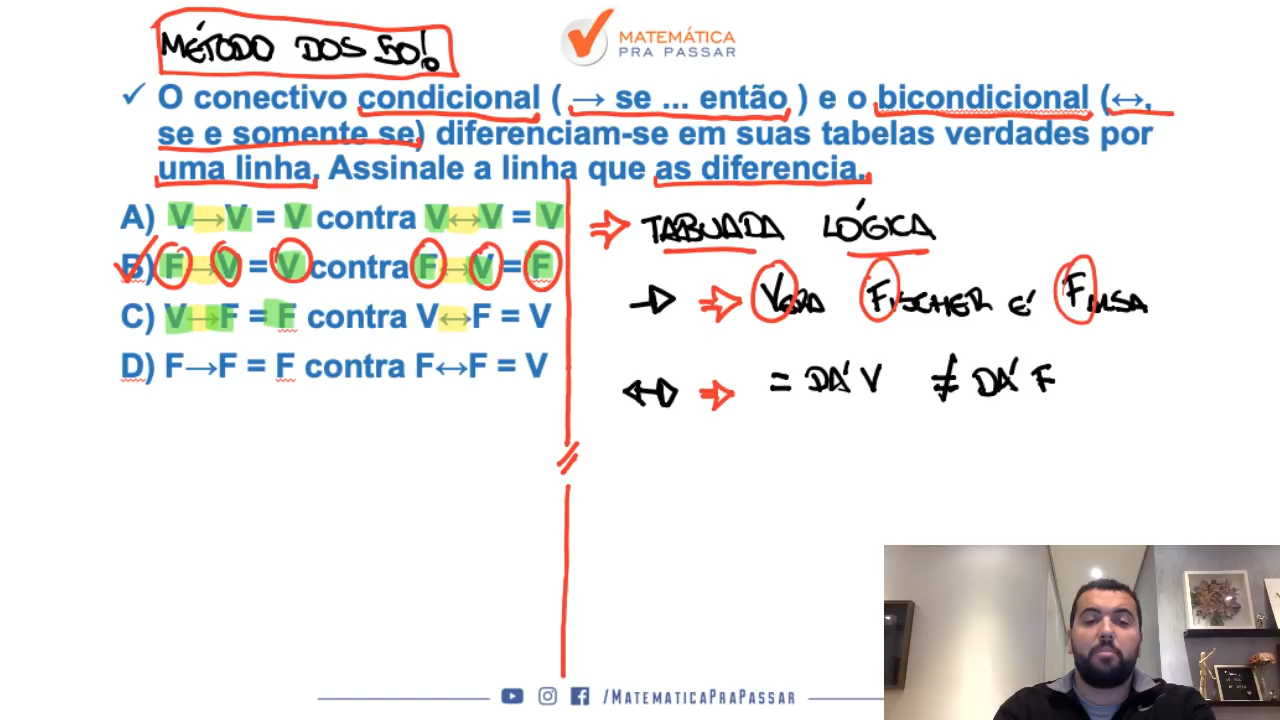 MÉTODO DOS 50!
MATEMÁTICA
PRA PASSAR
✓ O conectivo condicional ( → se ... então ) e o bicondicional (↔,
se e somente se) diferenciam-se em suas tabelas verdades por
uma linha. Assinale a linha que as diferencia.
A) V→V = V contra V↔V = V
B) F→V = V contra F↔V = F
C) V→F = F contra V↔F = V
D) F→F = F contra F↔F = V
⇒ TABUADA LÓGICA
→ ⇒ VERA FISCHER É FALSA
↔ ⇒ = DÁ V ≠ DÁ F
/MATEMATICAPRAPASSAR